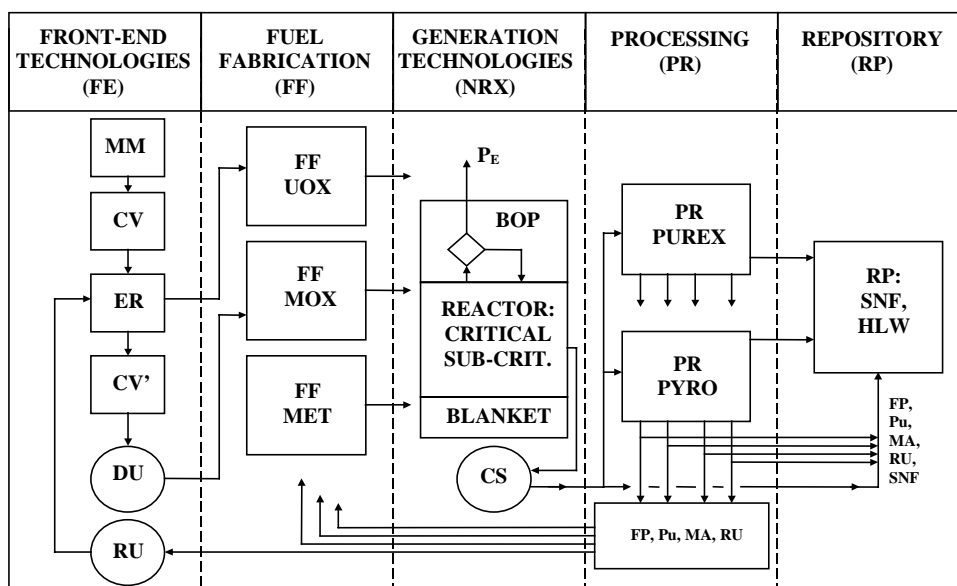 FRONT-END
TECHNOLOGIES
(FE)
FUEL
FABRICATION
(FF)
GENERATION
TECHNOLOGIES
(NRX)
PROCESSING
(PR)
REPOSITORY
(RP)
MM
CV
ER
CV’
DU
RU
FF
UOX
FF
MOX
FF
MET
PE
BOP
REACTOR:
CRITICAL
SUB-CRIT.
BLANKET
CS
PR
PUREX
PR
PYRO
FP, Pu, MA, RU
RP:
SNF,
HLW
FP,
Pu,
MA,
RU,
SNF